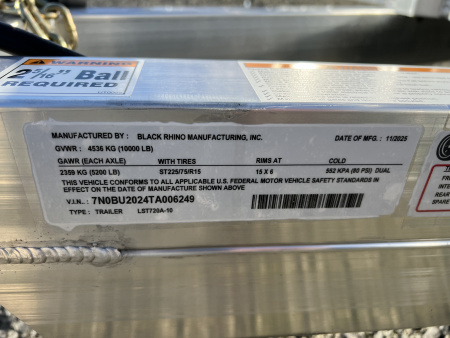 WARNING
2 5/16" Ball
REQUIRED
MANUFACTURED BY : BLACK RHINO MANUFACTURING, INC.
GVWR : 4536 KG (10000 LB) DATE OF MFG. : 11/2025
GAWR (EACH AXLE) WITH TIRES RIMS AT COLD
2359 KG (5200 LB) ST225/75/R15 15 X 6 552 KPA (80 PSI) DUAL
THIS VEHICLE CONFORMS TO ALL APPLICABLE U.S. FEDERAL MOTOR VEHICLE SAFETY STANDARDS IN
EFFECT ON THE DATE OF MANUFACTURE SHOWN ABOVE
V.I.N. : 7N0BU2024TA006249
TYPE : TRAILER LST720A-10